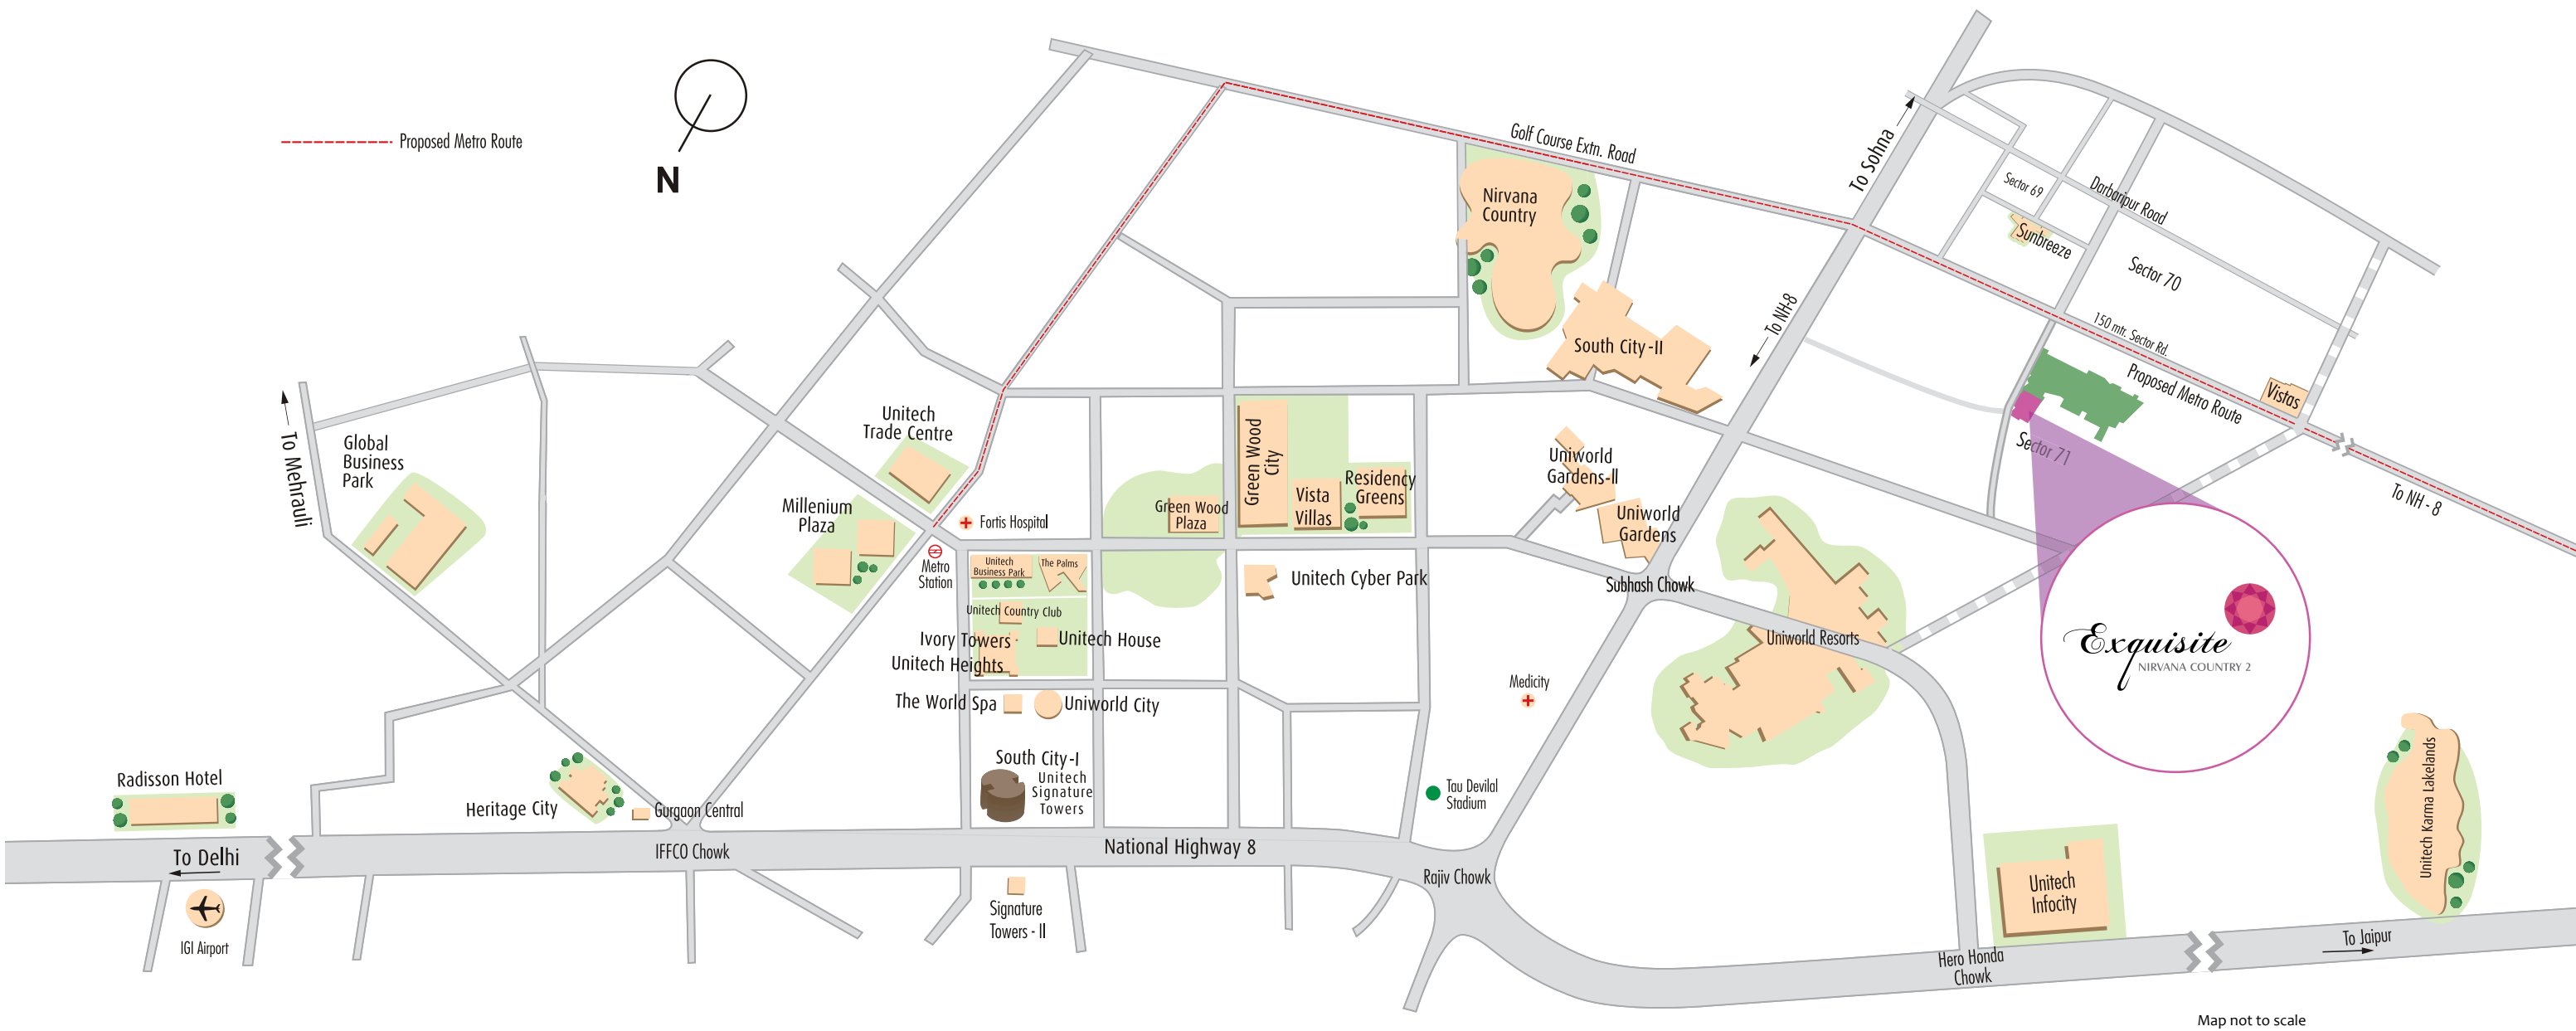 Proposed Metro Route
N
Golf Course Extn. Road
To Sohna
Sector 69
Darbaripur Road
Sunbreeze
Sector 70
150 mtr. Sector Rd.
Proposed Metro Route
Vistas
To NH - 8
Sector 71
To NH-8
Nirvana
Country
South City-II
Unitech
Trade Centre
Global
Business
Park
To Mehrauli
Millenium
Plaza
Fortis Hospital
Metro
Station
Green Wood
City
Green Wood
Plaza
Vista
Villas
Residency
Greens
Uniworld
Gardens-II
Uniworld
Gardens
Unitech
Business Park
The Palms
Unitech Cyber Park
Subhash Chowk
Unitech Country Club
Ivory Towers
Unitech House
Unitech Heights
Uniworld Resorts
Exquisite
NIRVANA COUNTRY 2
The World Spa
Uniworld City
Medicity
South City-I
Unitech
Signature
Towers
Tau Devilal
Stadium
Radisson Hotel
Heritage City
Gurgaon Central
Unitech Karma Lakelands
To Delhi
IFFCO Chowk
National Highway 8
Rajiv Chowk
Unitech
Infocity
IGI Airport
Signature
Towers - II
Hero Honda
Chowk
To Jaipur
Map not to scale